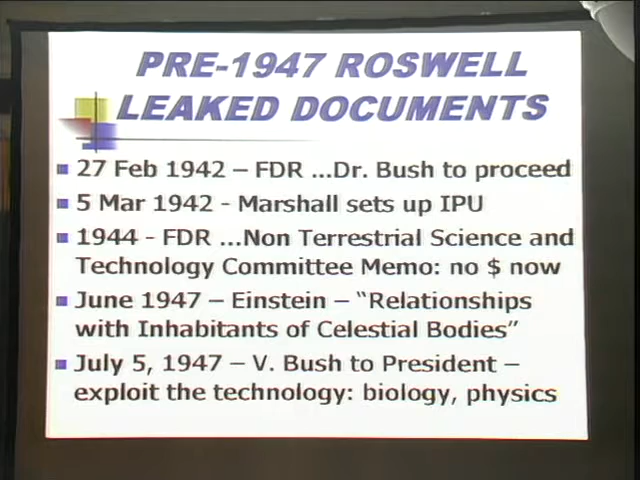 PRE-1947 ROSWELL
LEAKED DOCUMENTS
27 Feb 1942 – FDR ...Dr. Bush to proceed
5 Mar 1942 - Marshall sets up IPU
1944 - FDR ...Non Terrestrial Science and
Technology Committee Memo: no $ now
June 1947 – Einstein – “Relationships
with Inhabitants of Celestial Bodies”
July 5, 1947 – V. Bush to President –
exploit the technology: biology, physics